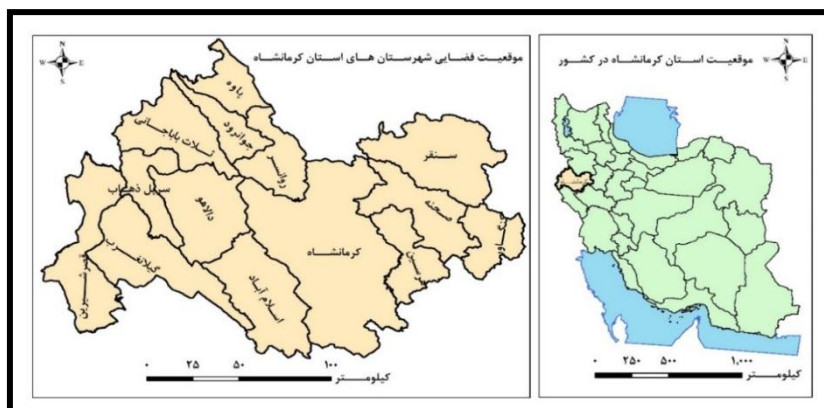 موقعیت فضایی شهرستان های استان کرمانشاه
N
W
E
S
پاوه
جوانرود
ثلاث باباجانی
روانسر
سنقر
سرپل ذهاب
دالاهو
صحنه
کرمانشاه
گیلانغرب
قصرشیرین
اسلام آباد
۰ ۲۵ ۵۰ ۱۰۰
کیلومتر
موقعیت استان کرمانشاه در کشور
N
W
E
S
۰ ۲۵۰ ۵۰۰ ۱,۰۰۰
کیلومتر